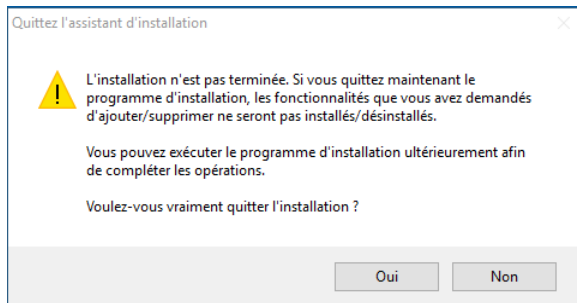 Quittez l'assistant d'installation
L'installation n'est pas terminée. Si vous quittez maintenant le
programme d'installation, les fonctionnalités que vous avez demandés
d'ajouter/supprimer ne seront pas installés/désinstallés.
Vous pouvez exécuter le programme d'installation ultérieurement afin
de compléter les opérations.
Voulez-vous vraiment quitter l'installation ?
Oui
Non